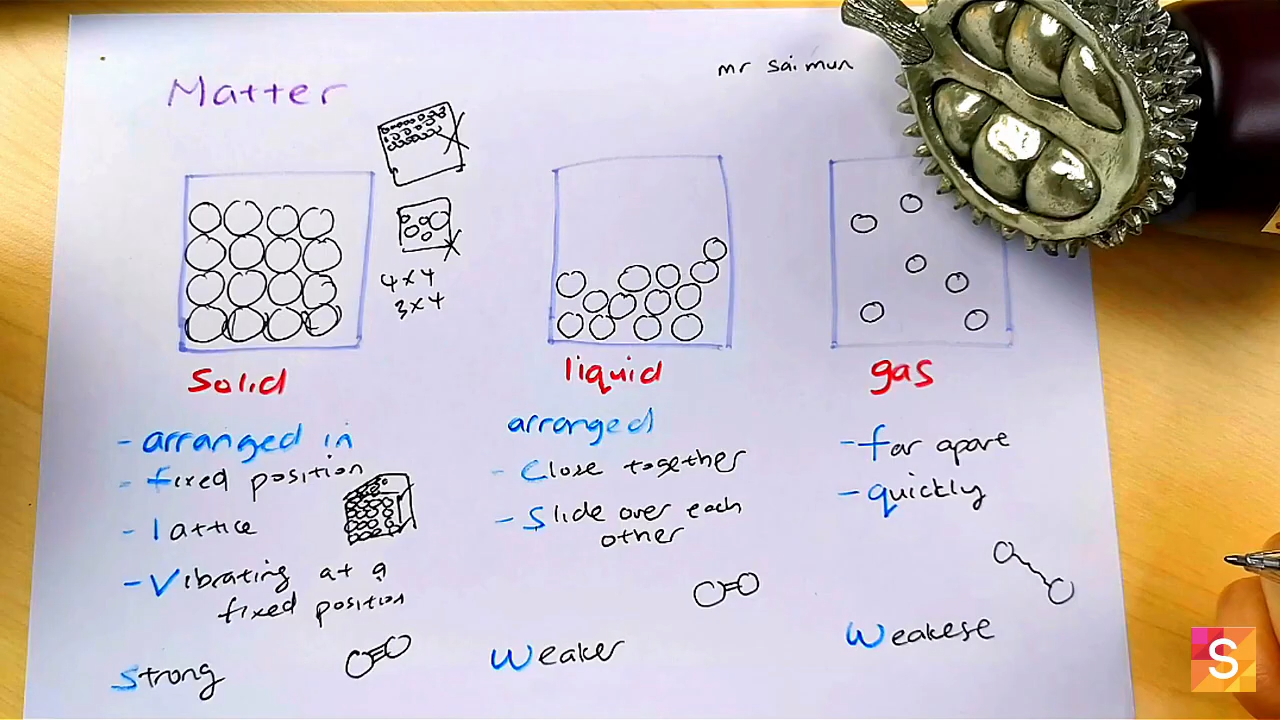 Matter
mr saimun
4x4
3x4
Solid
- arranged in
- fixed position
- lattice
- Vibrating at a
fixed position
Strong
liquid
arranged
- Close together
- Slide over each
other
Weaker
gas
- far apart
- quickly
Weakest
S